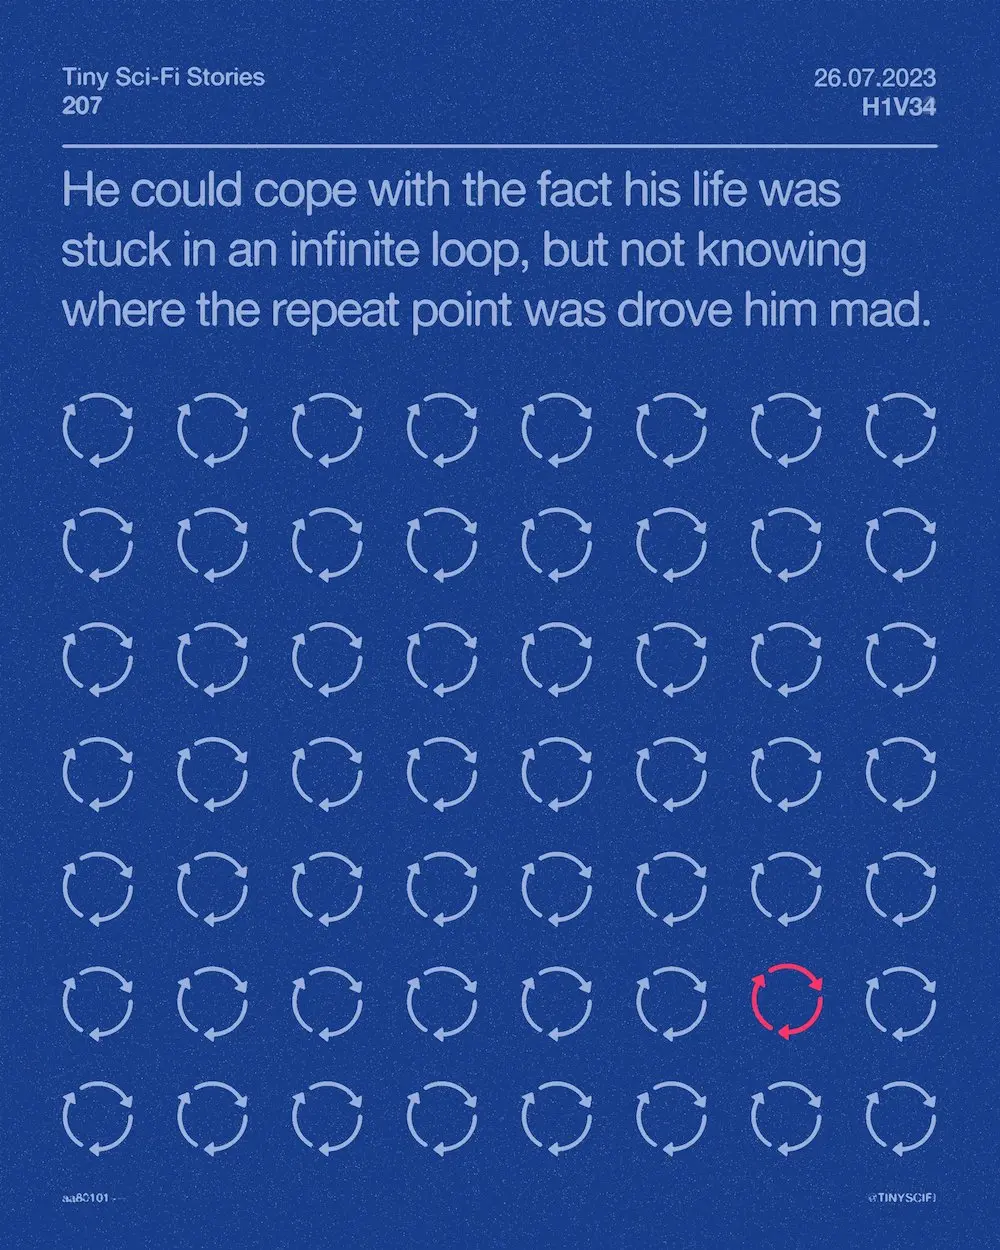 Tiny Sci-Fi Stories
207
26.07.2023
H1V34
He could cope with the fact his life was
stuck in an infinite loop, but not knowing
where the repeat point was drove him mad.
aa80101
@TINYSCIFI